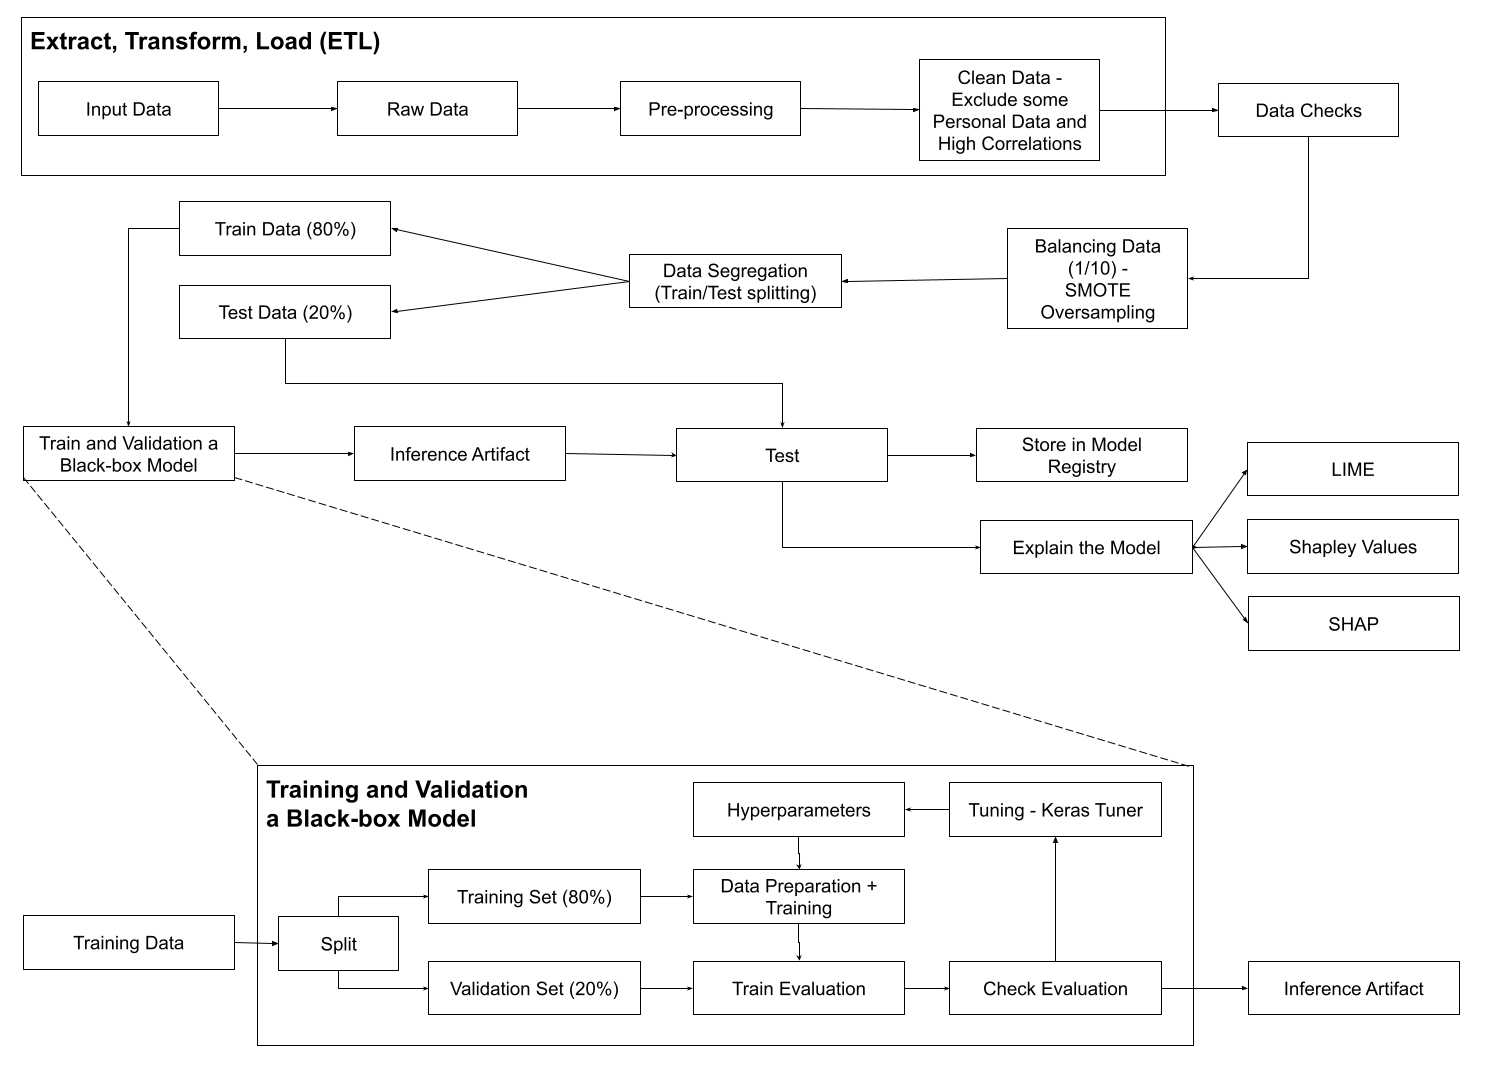 Extract, Transform, Load (ETL)
Input Data
Raw Data
Pre-processing
Clean Data -
Exclude some
Personal Data and
High Correlations
Data Checks
Train Data (80%)
Test Data (20%)
Data Segregation
(Train/Test splitting)
Balancing Data
(1/10) -
SMOTE
Oversampling
Train and Validation a
Black-box Model
Inference Artifact
Test
Store in Model
Registry
Explain the Model
LIME
Shapley Values
SHAP
Training and Validation
a Black-box Model
Hyperparameters
Tuning - Keras Tuner
Training Set (80%)
Data Preparation +
Training
Training Data
Split
Validation Set (20%)
Train Evaluation
Check Evaluation
Inference Artifact